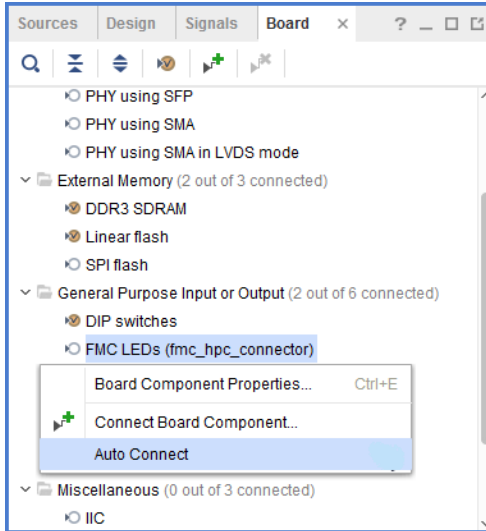 Sources Design Signals Board × ? _
PHY using SFP
PHY using SMA
PHY using SMA in LVDS mode
External Memory (2 out of 3 connected)
DDR3 SDRAM
Linear flash
SPI flash
General Purpose Input or Output (2 out of 6 connected)
DIP switches
FMC LEDs (fmc_hpc_connector)
Board Component Properties... Ctrl+E
Connect Board Component...
Auto Connect
Miscellaneous (0 out of 3 connected)
IIC